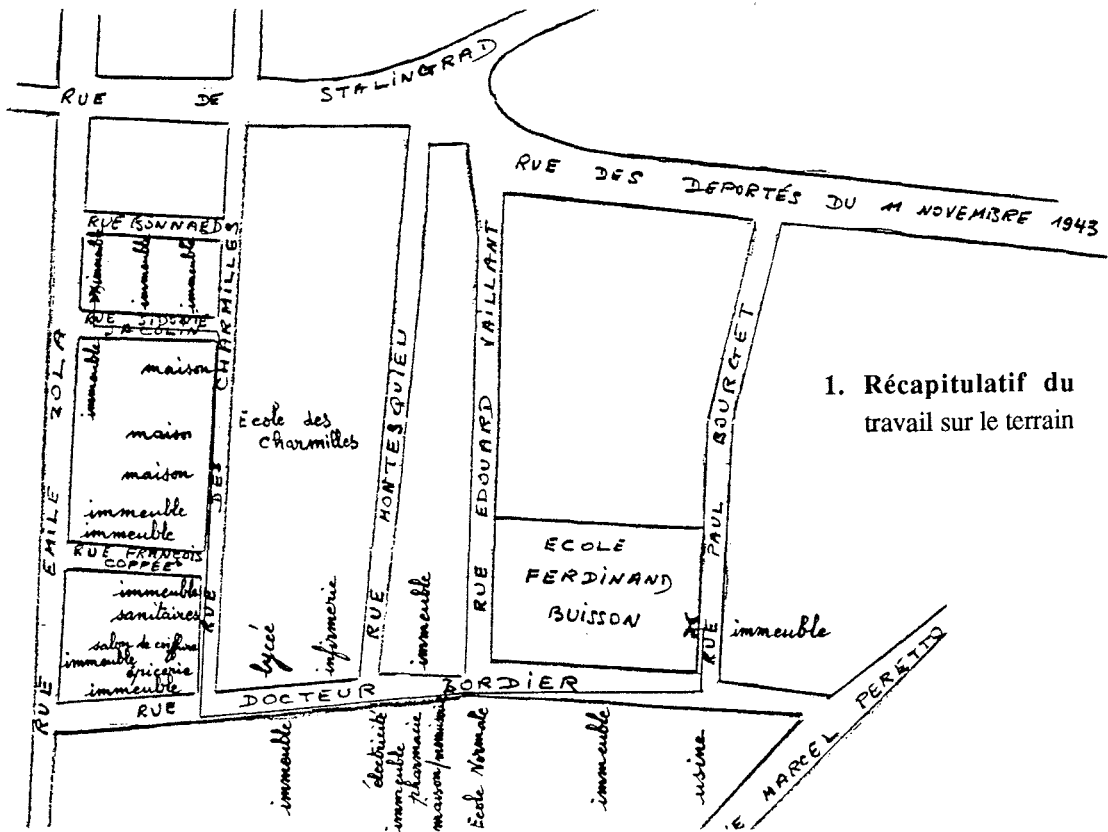 RUE DE STALINGRAD
RUE DES DEPORTÉS DU 11 NOVEMBRE 1943
RUE BONNAED
immeuble
immeuble
immeuble
RUE SIDONIE
JACOLIN
RUE EMILE ZOLA
RUE DES CHARMILLES
immeuble
maison
maison
maison
immeuble
immeuble
École des
Charmilles
RUE MONTESQUIEU
RUE EDOUARD VAILLANT
RUE PAUL BOURGET
1. Récapitulatif du
travail sur le terrain
RUE FRANÇOIS
COPPÉE
immeuble
sanitaires
salon de coiffure
immeuble
épicerie
immeuble
lycée
infirmerie
immeuble
ECOLE
FERDINAND
BUISSON
immeuble
RUE DOCTEUR BORDIER
immeuble
électricité
immeuble
pharmacie
École Normale
immeuble
usine
MARCEL PERETTO